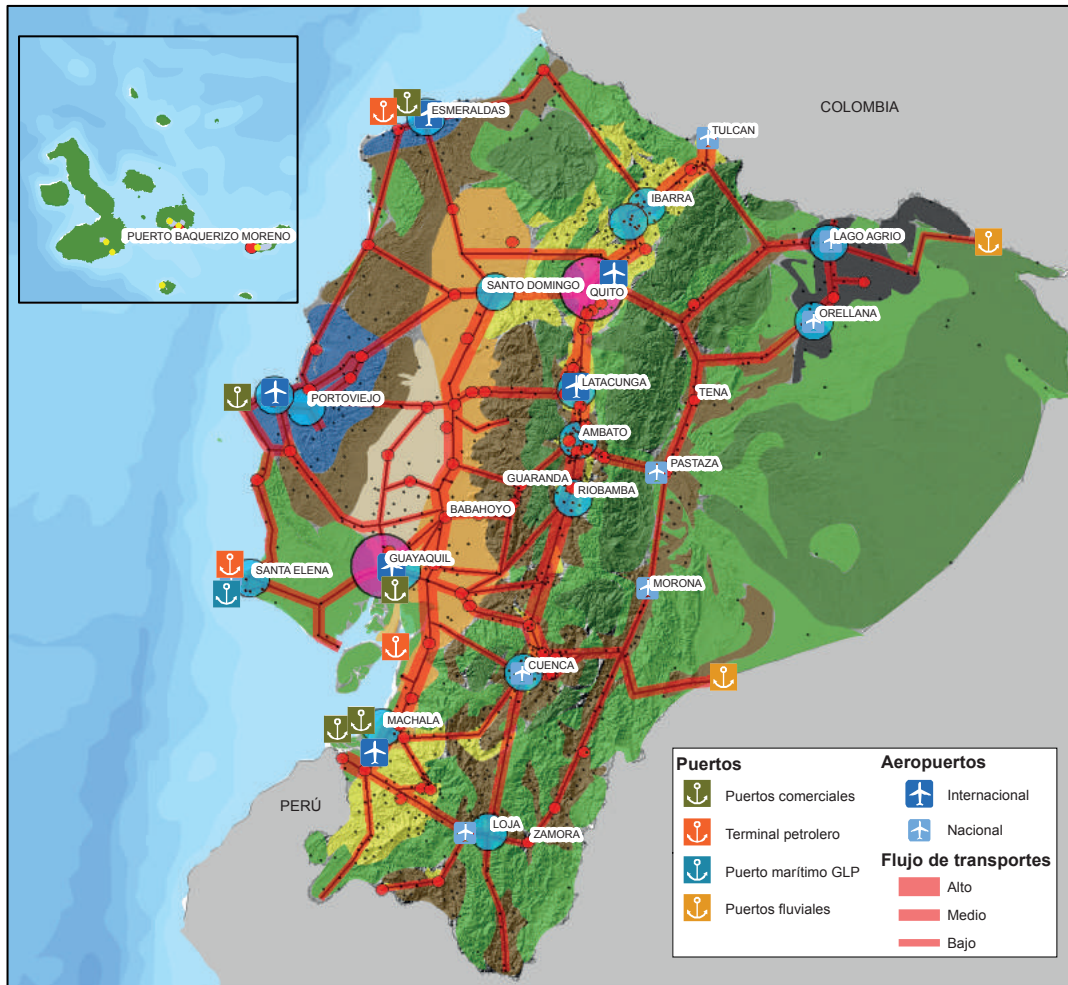 COLOMBIA
ESMERALDAS
TULCAN
IBARRA
PUERTO BAQUERIZO MORENO
LAGO AGRIO
QUITO
SANTO DOMINGO
ORELLANA
LATACUNGA
TENA
PORTOVIEJO
AMBATO
PASTAZA
GUARANDA
RIOBAMBA
BABAHOYO
GUAYAQUIL
SANTA ELENA
MORONA
CUENCA
MACHALA
PERÚ
LOJA
ZAMORA
Puertos
Puertos comerciales
Terminal petrolero
Puerto marítimo GLP
Puertos fluviales
Aeropuertos
Internacional
Nacional
Flujo de transportes
Alto
Medio
Bajo